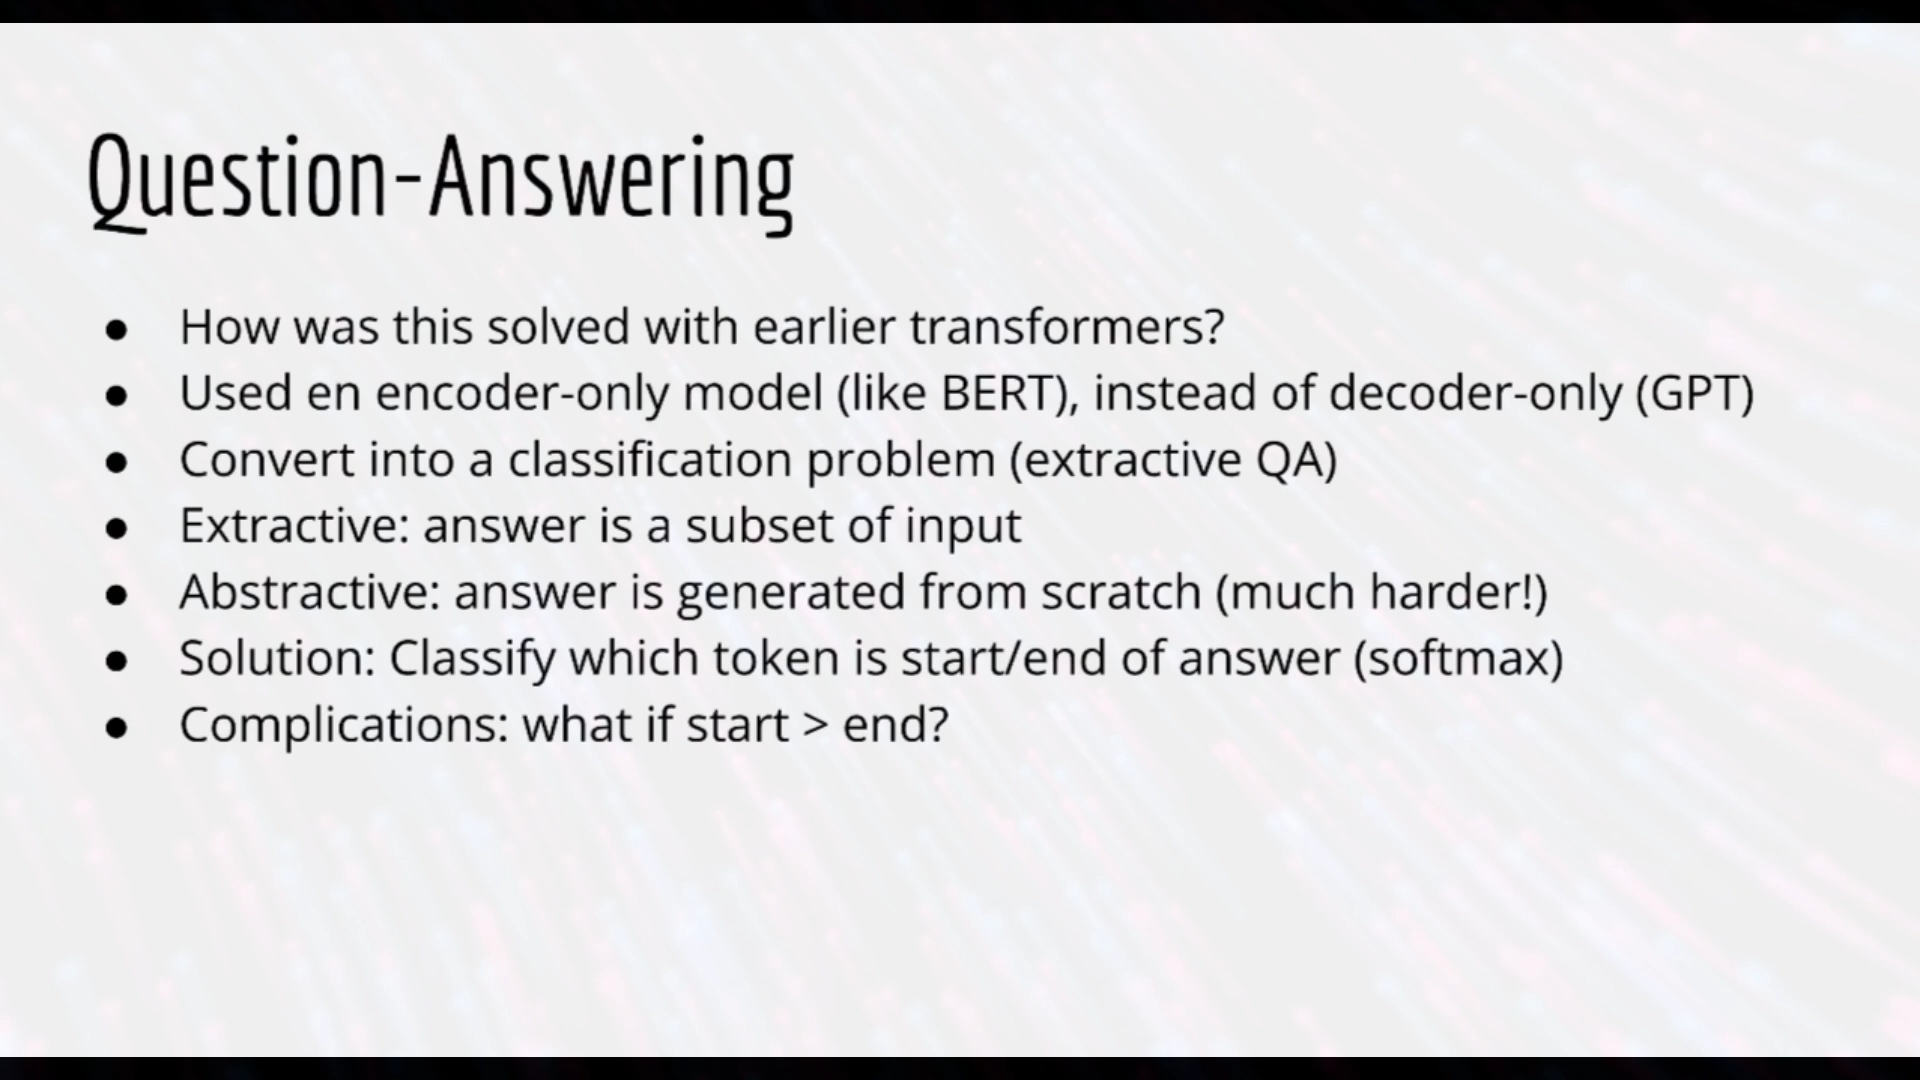 Question-Answering
● How was this solved with earlier transformers?
● Used en encoder-only model (like BERT), instead of decoder-only (GPT)
● Convert into a classification problem (extractive QA)
● Extractive: answer is a subset of input
● Abstractive: answer is generated from scratch (much harder!)
● Solution: Classify which token is start/end of answer (softmax)
● Complications: what if start > end?